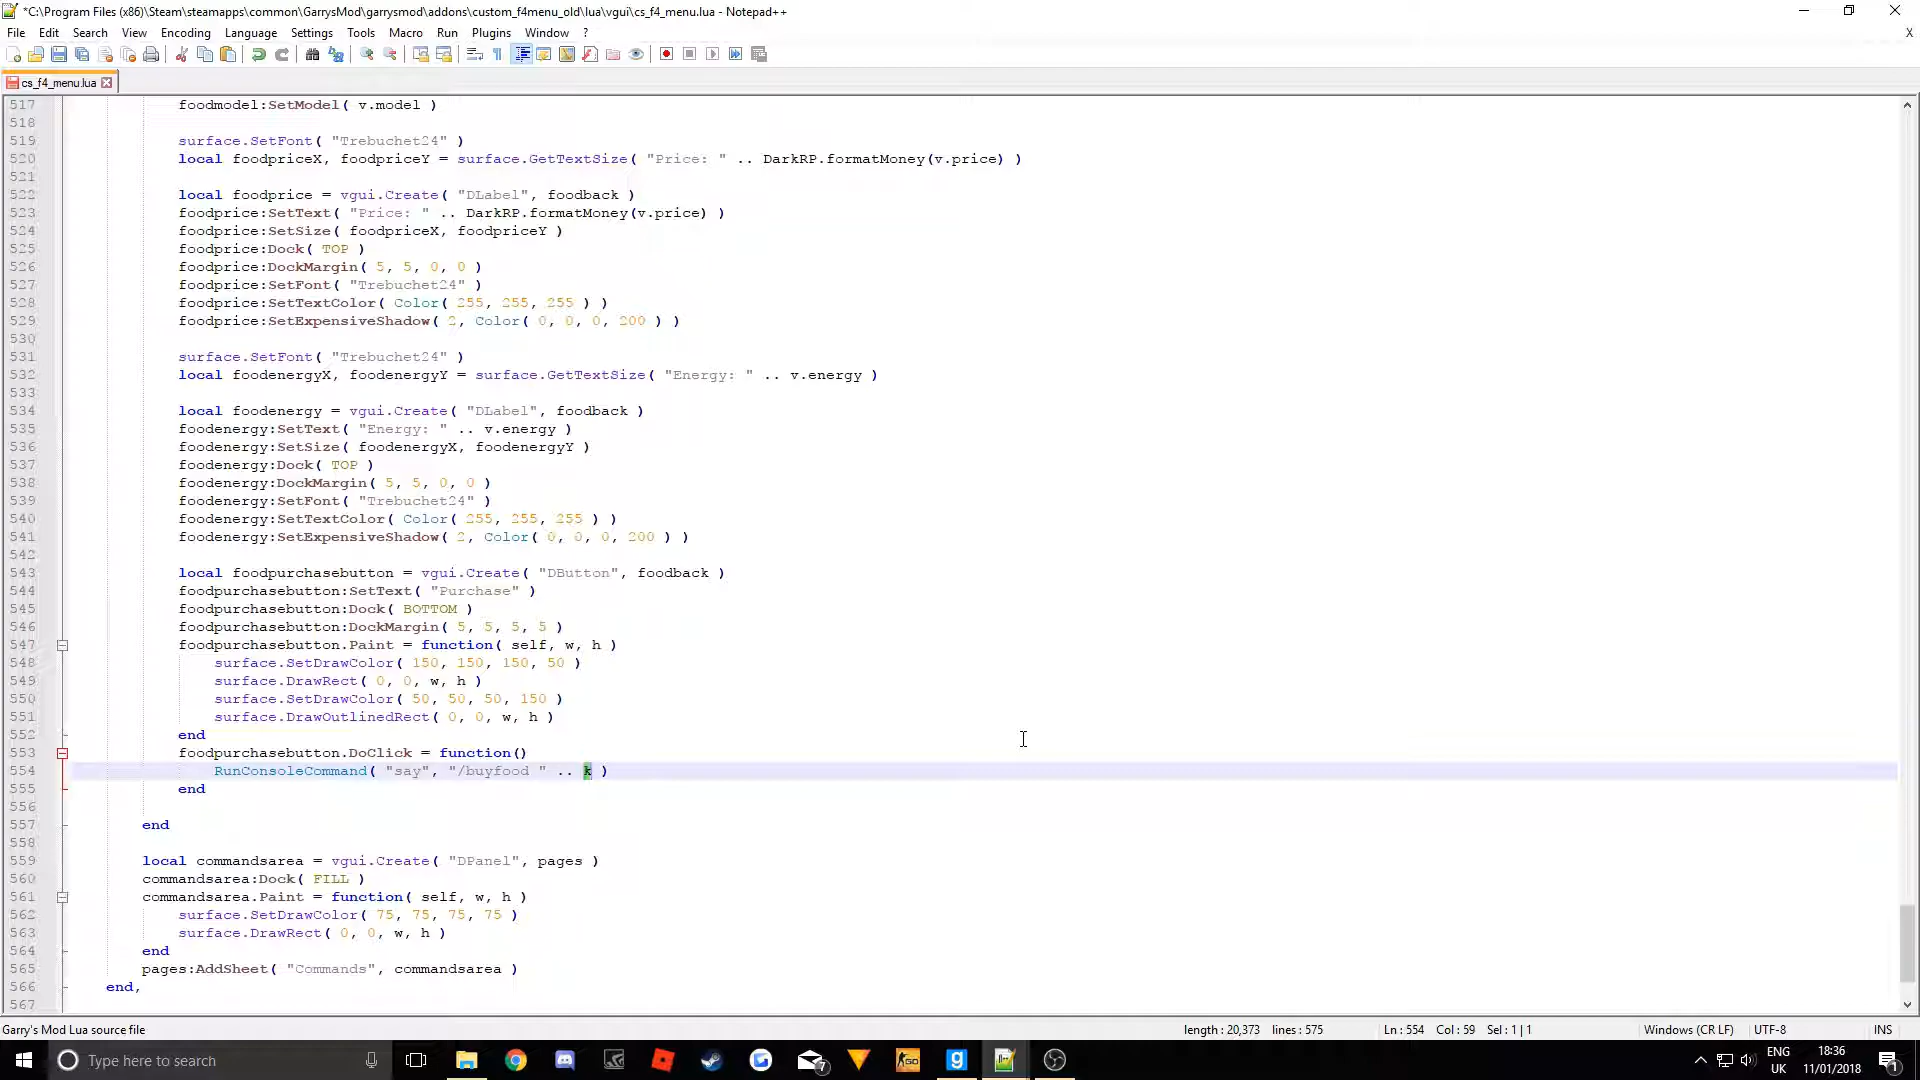 *C:\Program Files (x86)\Steam\steamapps\common\GarrysMod\garrysmod\addons\custom_f4menu_old\lua\vgui\cs_f4_menu.lua - Notepad++
File Edit Search View Encoding Language Settings Tools Macro Run Plugins Window ? X
cs_f4_menu.lua
517 foodmodel:SetModel( v.model )
518
519 surface.SetFont( "Trebuchet24" )
520 local foodpriceX, foodpriceY = surface.GetTextSize( "Price: " .. DarkRP.formatMoney(v.price) )
521
522 local foodprice = vgui.Create( "DLabel", foodback )
523 foodprice:SetText( "Price: " .. DarkRP.formatMoney(v.price) )
524 foodprice:SetSize( foodpriceX, foodpriceY )
525 foodprice:Dock( TOP )
526 foodprice:DockMargin( 5, 5, 0, 0 )
527 foodprice:SetFont( "Trebuchet24" )
528 foodprice:SetTextColor( Color( 255, 255, 255 ) )
529 foodprice:SetExpensiveShadow( 2, Color( 0, 0, 0, 200 ) )
530
531 surface.SetFont( "Trebuchet24" )
532 local foodenergyX, foodenergyY = surface.GetTextSize( "Energy: " .. v.energy )
533
534 local foodenergy = vgui.Create( "DLabel", foodback )
535 foodenergy:SetText( "Energy: " .. v.energy )
536 foodenergy:SetSize( foodenergyX, foodenergyY )
537 foodenergy:Dock( TOP )
538 foodenergy:DockMargin( 5, 5, 0, 0 )
539 foodenergy:SetFont( "Trebuchet24" )
540 foodenergy:SetTextColor( Color( 255, 255, 255 ) )
541 foodenergy:SetExpensiveShadow( 2, Color( 0, 0, 0, 200 ) )
542
543 local foodpurchasebutton = vgui.Create( "DButton", foodback )
544 foodpurchasebutton:SetText( "Purchase" )
545 foodpurchasebutton:Dock( BOTTOM )
546 foodpurchasebutton:DockMargin( 5, 5, 5, 5 )
547 foodpurchasebutton.Paint = function( self, w, h )
548 surface.SetDrawColor( 150, 150, 150, 50 )
549 surface.DrawRect( 0, 0, w, h )
550 surface.SetDrawColor( 50, 50, 50, 150 )
551 surface.DrawOutlinedRect( 0, 0, w, h )
552 end
553 foodpurchasebutton.DoClick = function()
554 RunConsoleCommand( "say", "/buyfood " .. k )
555 end
556
557 end
558
559 local commandsarea = vgui.Create( "DPanel", pages )
560 commandsarea:Dock( FILL )
561 commandsarea.Paint = function( self, w, h )
562 surface.SetDrawColor( 75, 75, 75, 75 )
563 surface.DrawRect( 0, 0, w, h )
564 end
565 pages:AddSheet( "Commands", commandsarea )
566 end,
567
Garry's Mod Lua source file length : 20,373 lines : 575 Ln : 554 Col : 59 Sel : 1 | 1 Windows (CR LF) UTF-8 INS
Type here to search 7 GO g ENG UK 18:36 11/01/2018 1